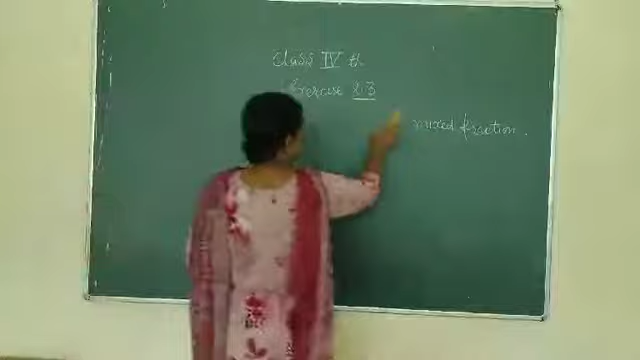 Class IV th
Exercise 8.3
mixed fraction.